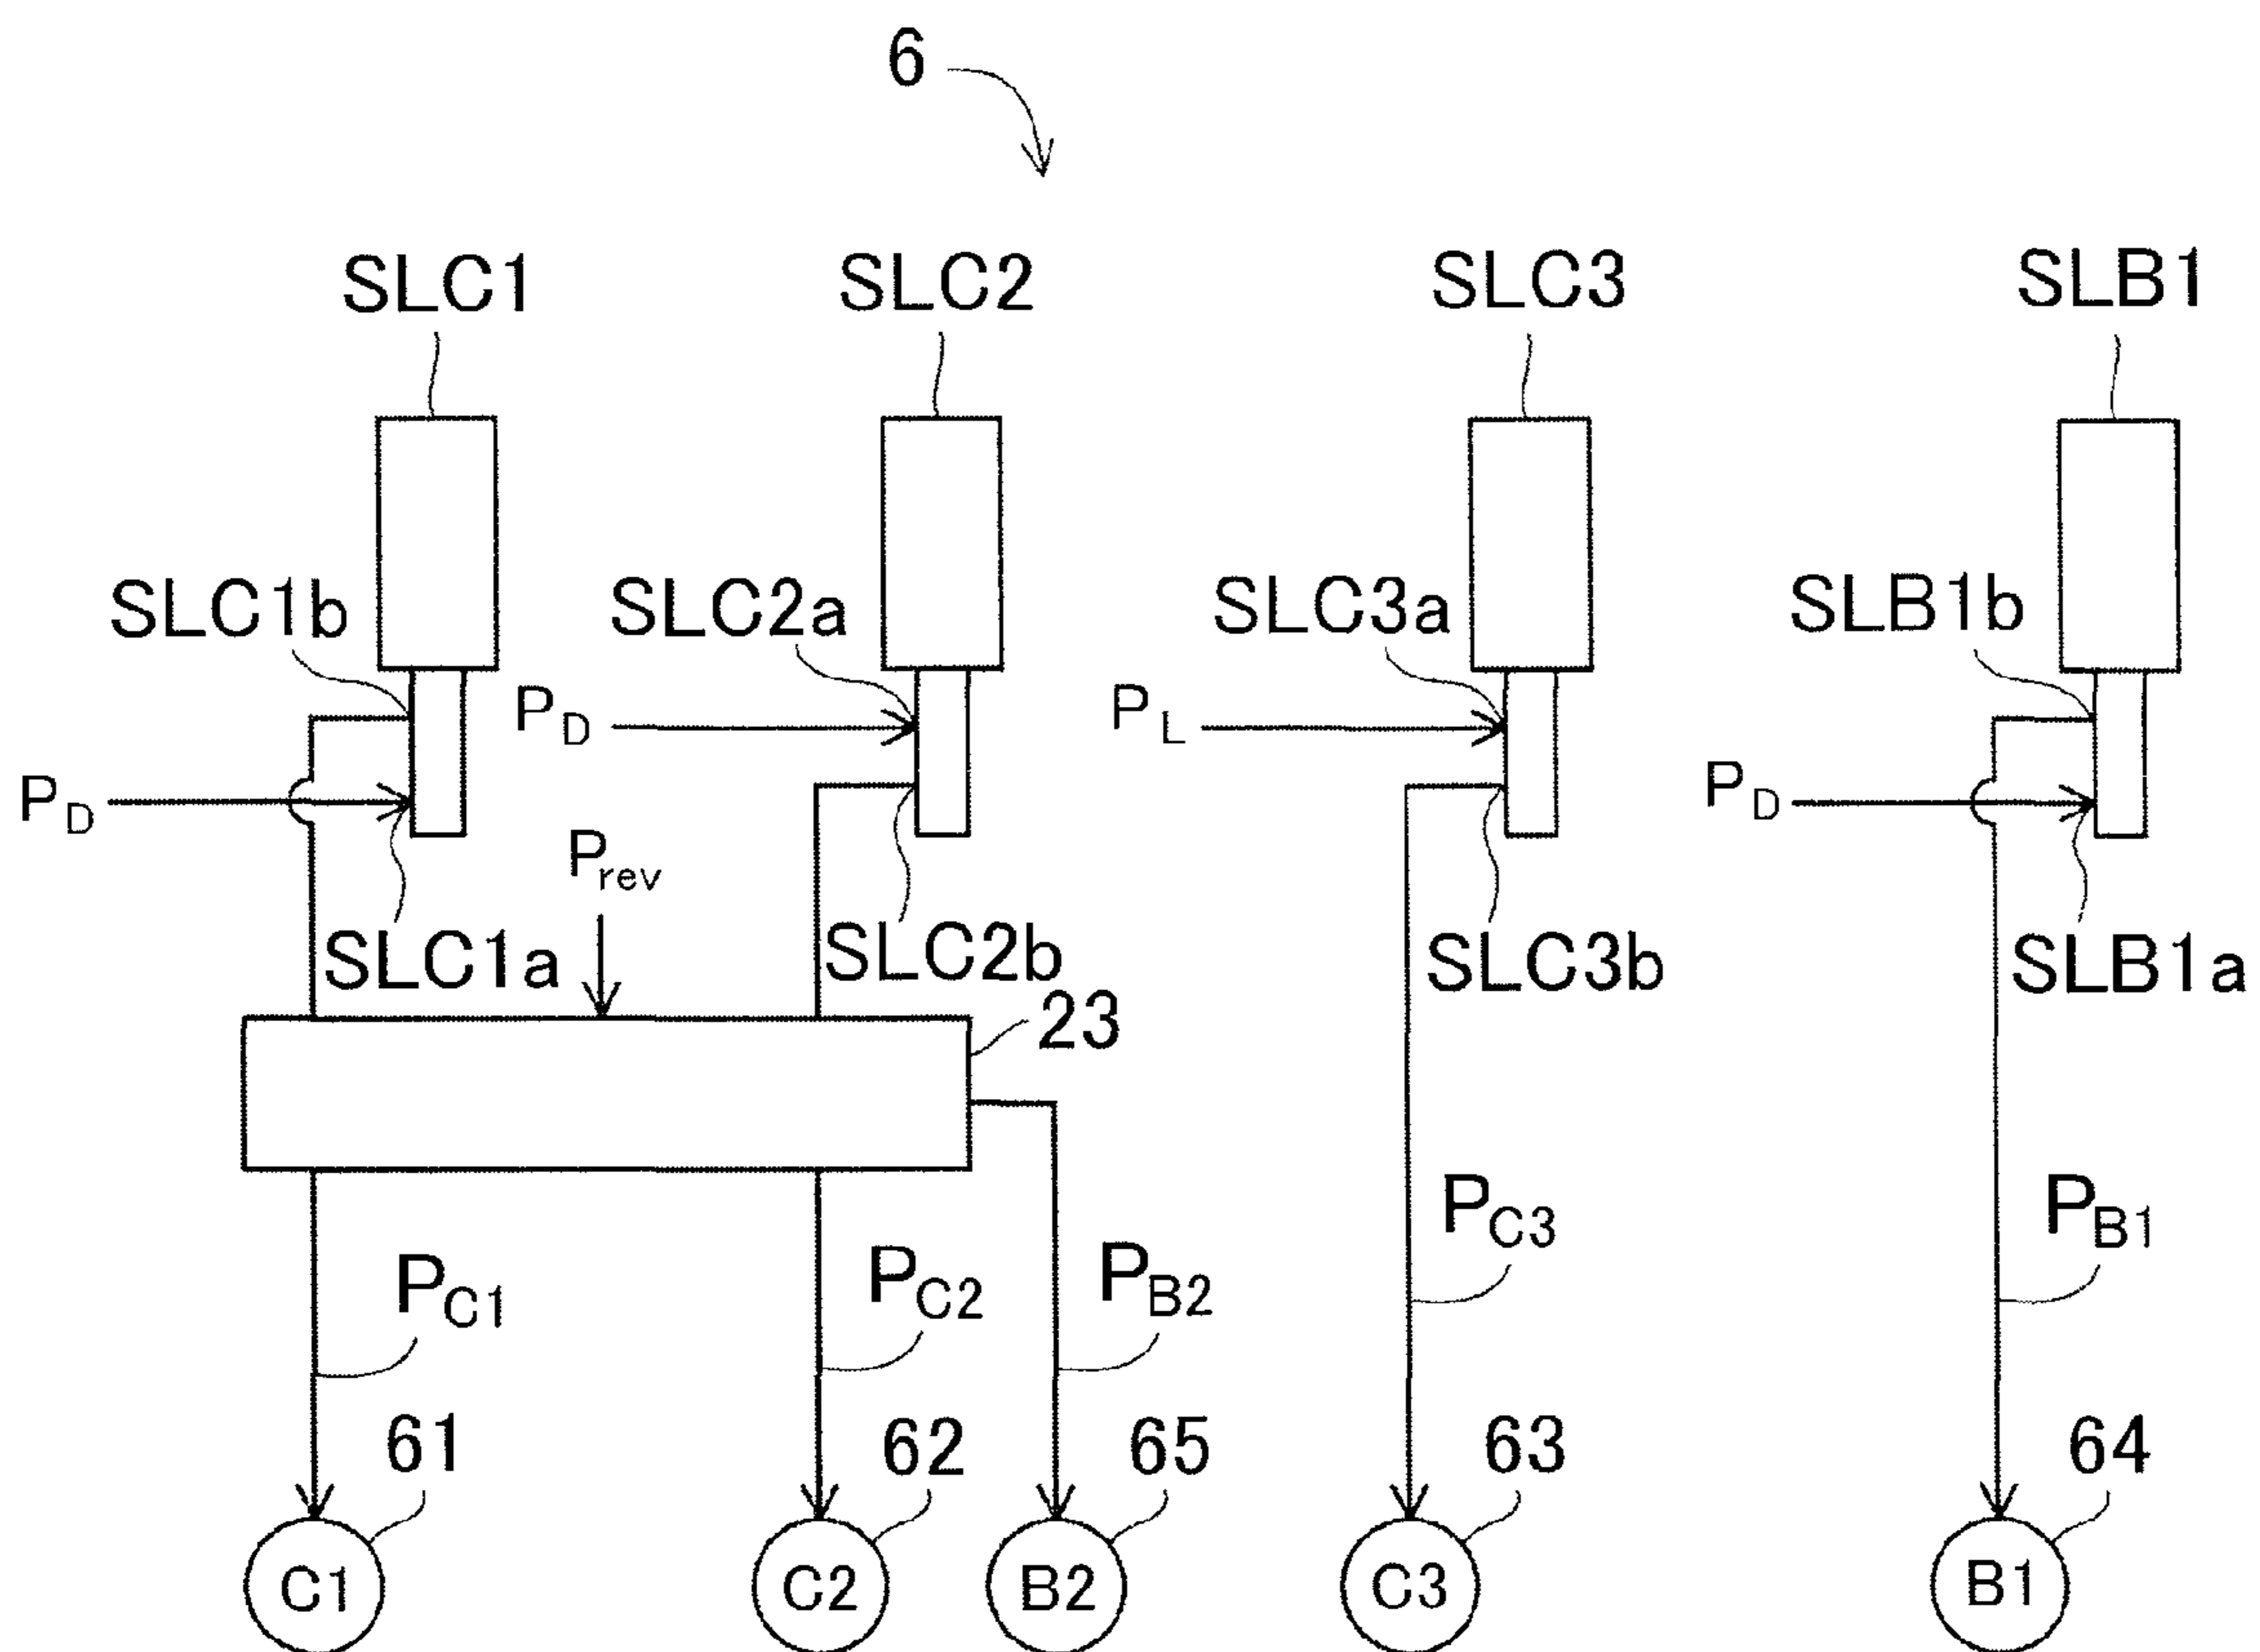 6
SLC1 SLC2 SLC3 SLB1
SLC1b SLC2a SLC3a SLB1b
P_D P_L
P_D P_D
P_rev
SLC1a SLC2b SLC3b SLB1a
23
P_C3 P_B1
P_C1 P_C2 P_B2
61 62 65 63 64
C1 C2 B2 C3 B1